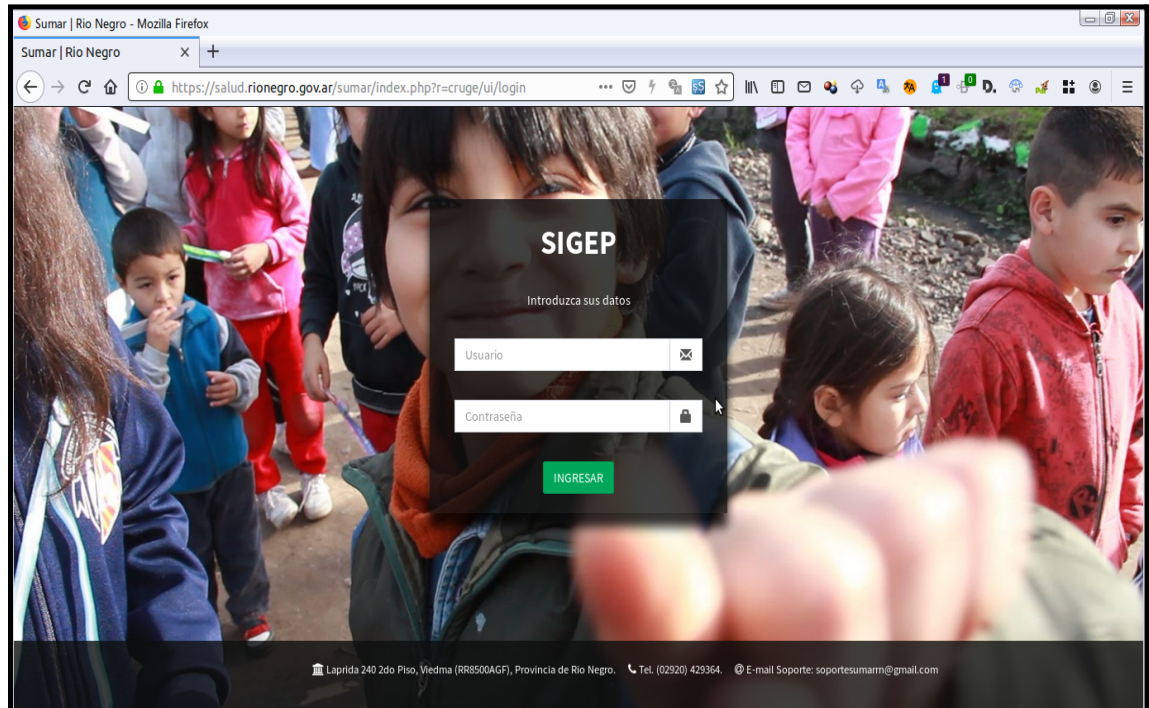 Sumar | Rio Negro - Mozilla Firefox
Sumar | Rio Negro
https://salud.rionegro.gov.ar/sumar/index.php?r=cruge/ui/login
SIGEP
Introduzca sus datos
Usuario
Contraseña
INGRESAR
Laprida 240 2do Piso, Viedma (RR8500AGF), Provincia de Rio Negro. Tel. (02920) 429364. @ E-mail Soporte: soportesumarrn@gmail.com